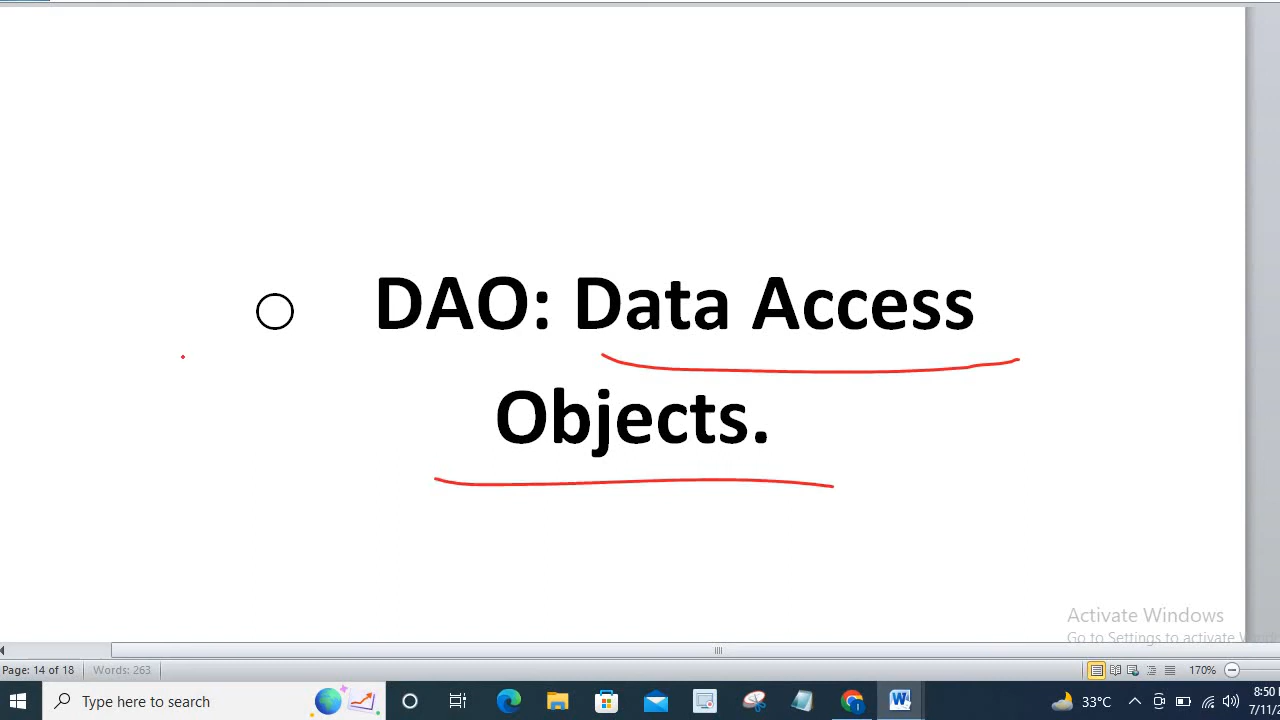 DAO: Data Access
Objects.
Activate Windows
Go to Settings to activate
Page: 14 of 18
Words: 263
170%
Type here to search
33°C
8:50
7/11/2